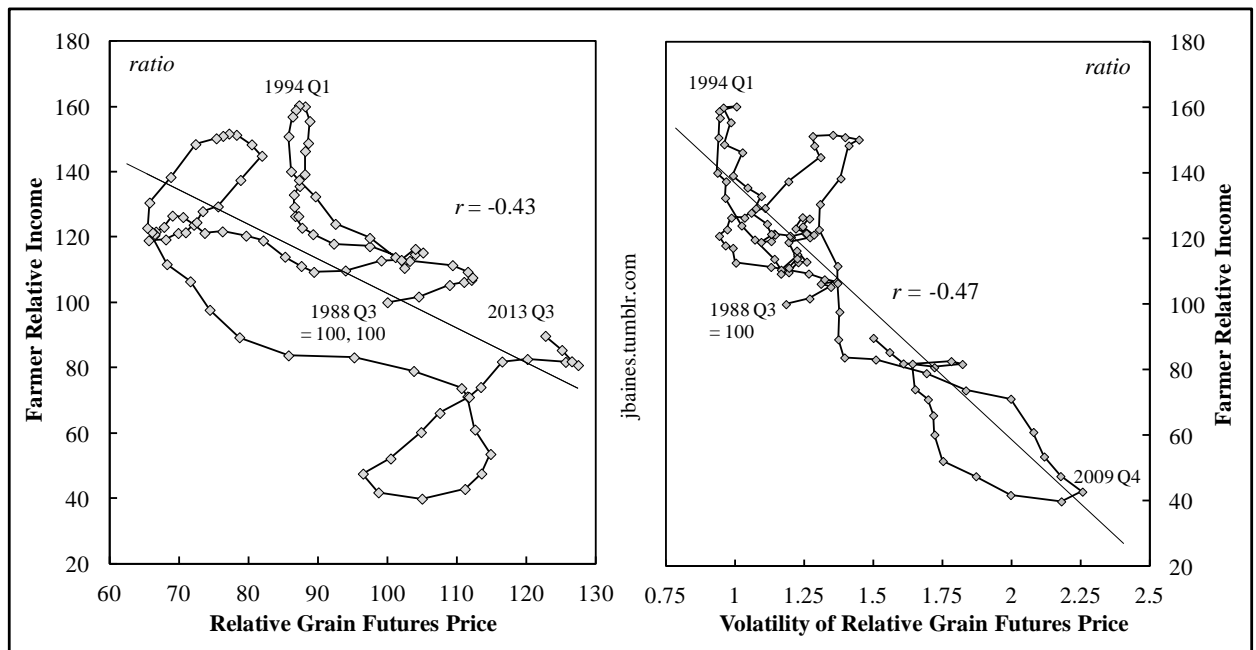 180
160
140
120
100
80
60
40
20
ratio
1994 Q1
r = -0.43
1988 Q3
= 100, 100
2013 Q3
60
70
80
90
100
110
120
130
Farmer Relative Income
Relative Grain Futures Price
jbaines.tumblr.com
180
160
140
120
100
80
60
40
20
ratio
1994 Q1
r = -0.47
1988 Q3
= 100
2009 Q4
0.75
1
1.25
1.5
1.75
2
2.25
2.5
Farmer Relative Income
Volatility of Relative Grain Futures Price